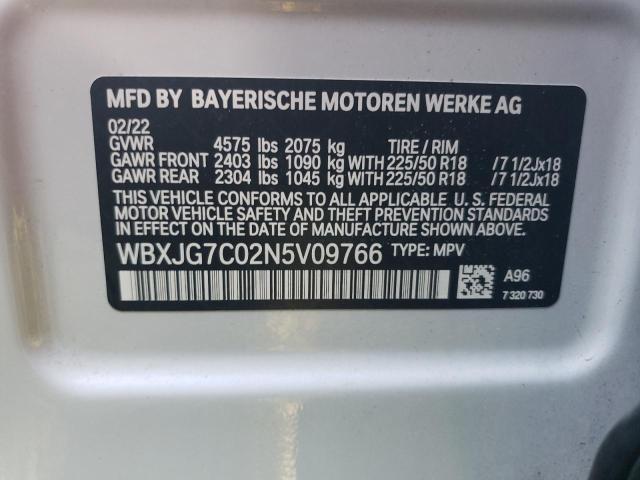 MFD BY BAYERISCHE MOTOREN WERKE AG
02/22
GVWR 4575 lbs 2075 kg TIRE / RIM
GAWR FRONT 2403 lbs 1090 kg WITH 225/50 R18 /7 1/2Jx18
GAWR REAR 2304 lbs 1045 kg WITH 225/50 R18 /7 1/2Jx18
THIS VEHICLE CONFORMS TO ALL APPLICABLE U. S. FEDERAL
MOTOR VEHICLE SAFETY AND THEFT PREVENTION STANDARDS
IN EFFECT ON THE DATE OF MANUFACTURE SHOWN ABOVE.
WBXJG7C02N5V09766 TYPE: MPV
A96
7 320 730